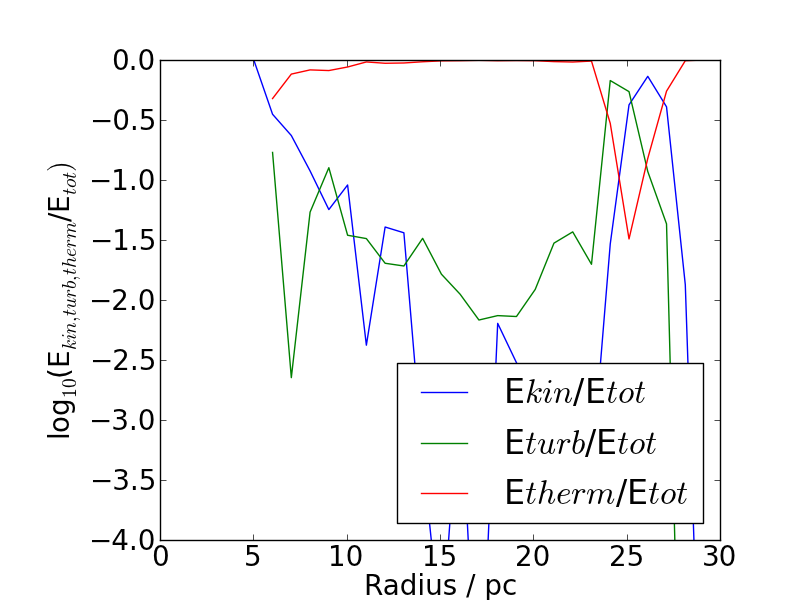 log10(Ekin,turb,therm/Etot)
0.0
−0.5
−1.0
−1.5
−2.0
−2.5
−3.0
−3.5
−4.0
Ekin/Etot
Eturb/Etot
Etherm/Etot
0 5 10 15 20 25 30
Radius / pc